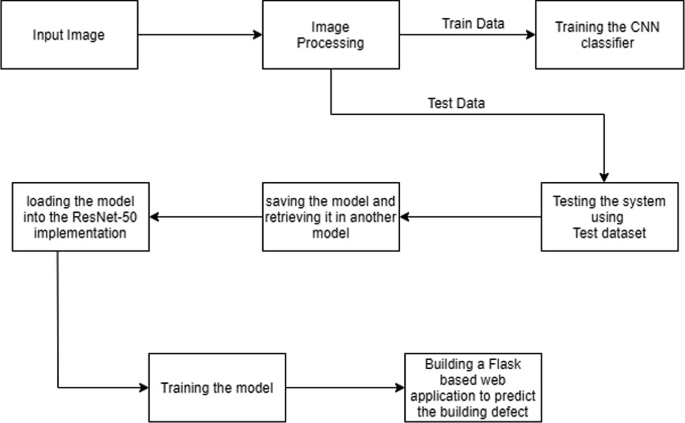 Input Image
Image
Processing
Train Data
Training the CNN
classifier
Test Data
loading the model
into the ResNet-50
implementation
saving the model and
retrieving it in another
model
Testing the system
using
Test dataset
Training the model
Building a Flask
based web
application to predict
the building defect